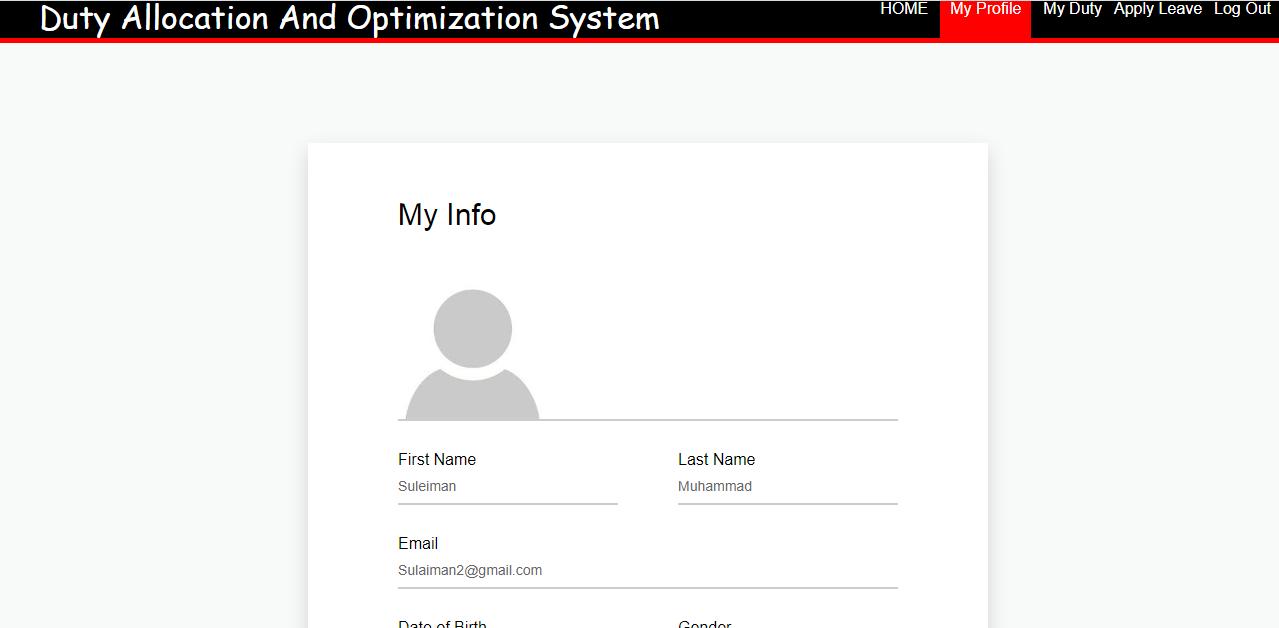 Duty Allocation And Optimization System
HOME My Profile My Duty Apply Leave Log Out
My Info
First Name Last Name
Suleiman Muhammad
Email
Sulaiman2@gmail.com
Date of Birth Gender